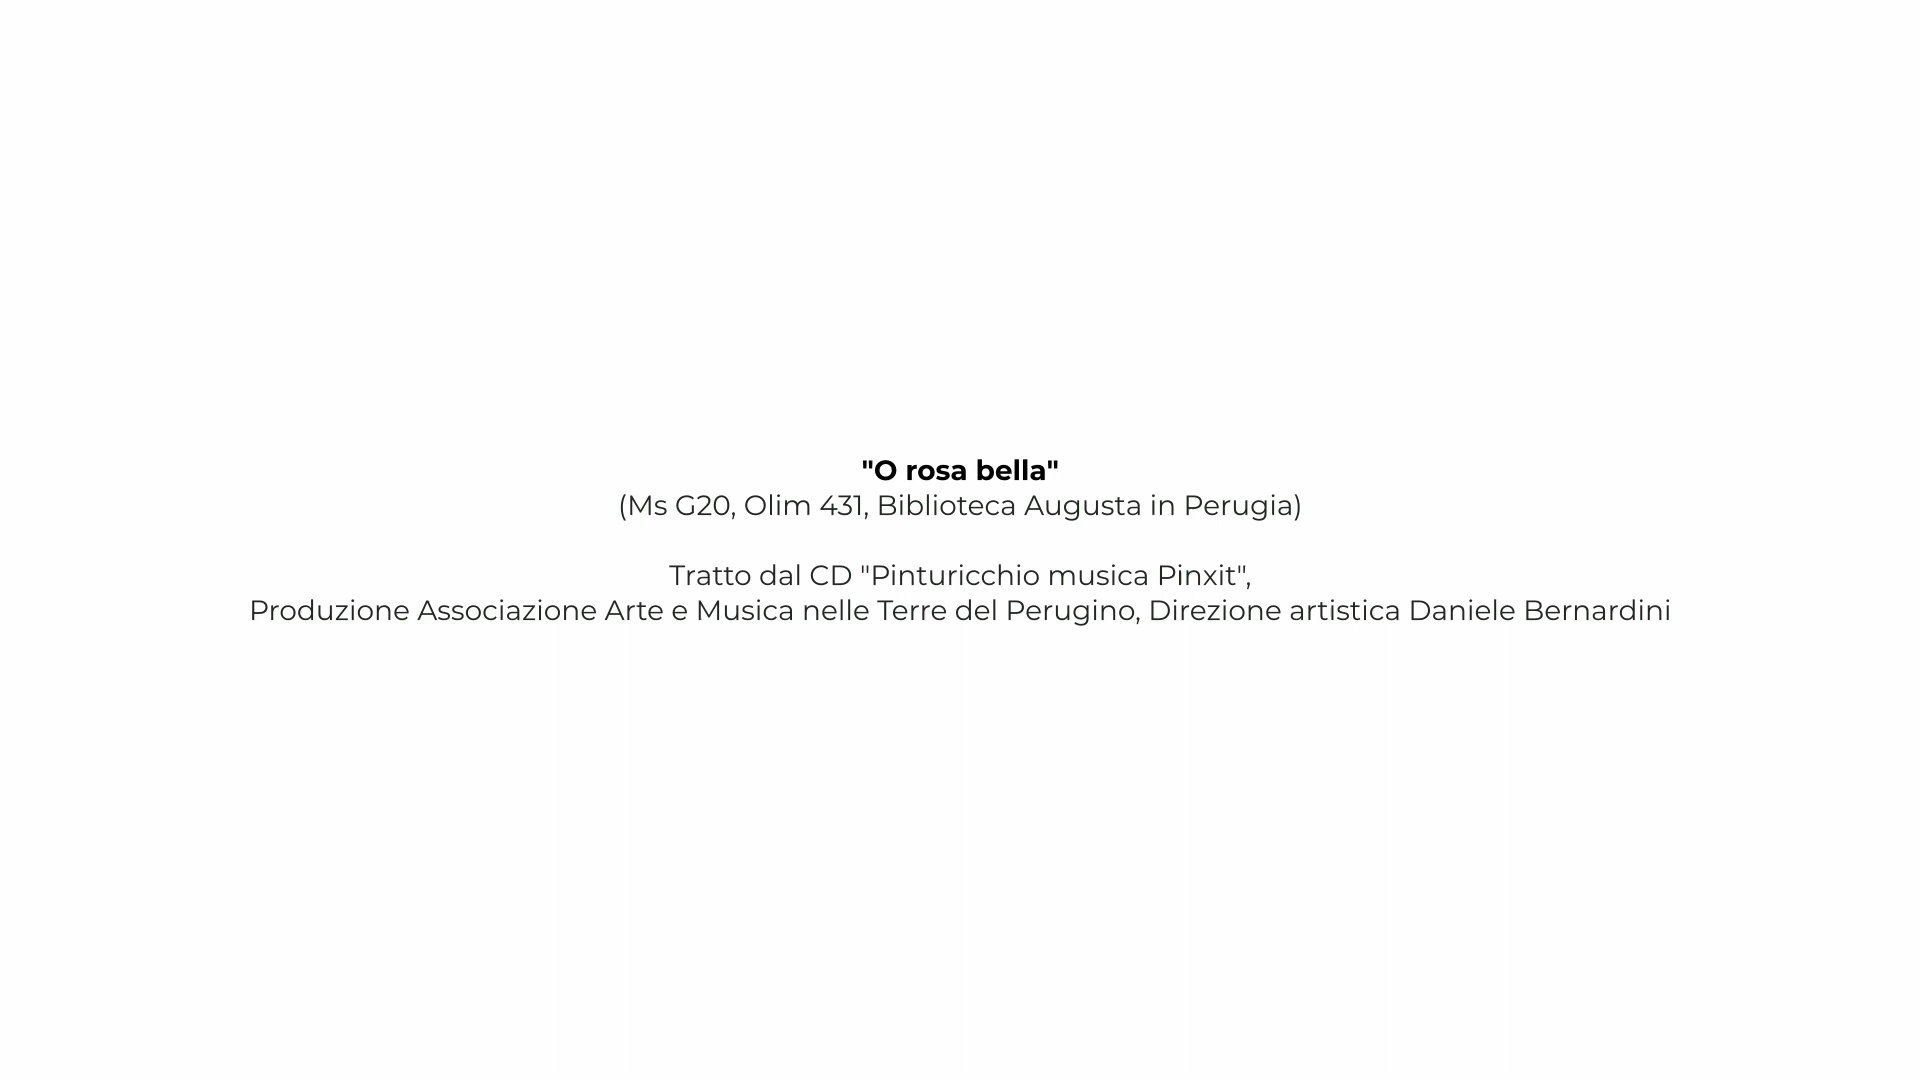 "O rosa bella"
(Ms G20, Olim 431, Biblioteca Augusta in Perugia)
Tratto dal CD "Pinturicchio musica Pinxit",
Produzione Associazione Arte e Musica nelle Terre del Perugino, Direzione artistica Daniele Bernardini